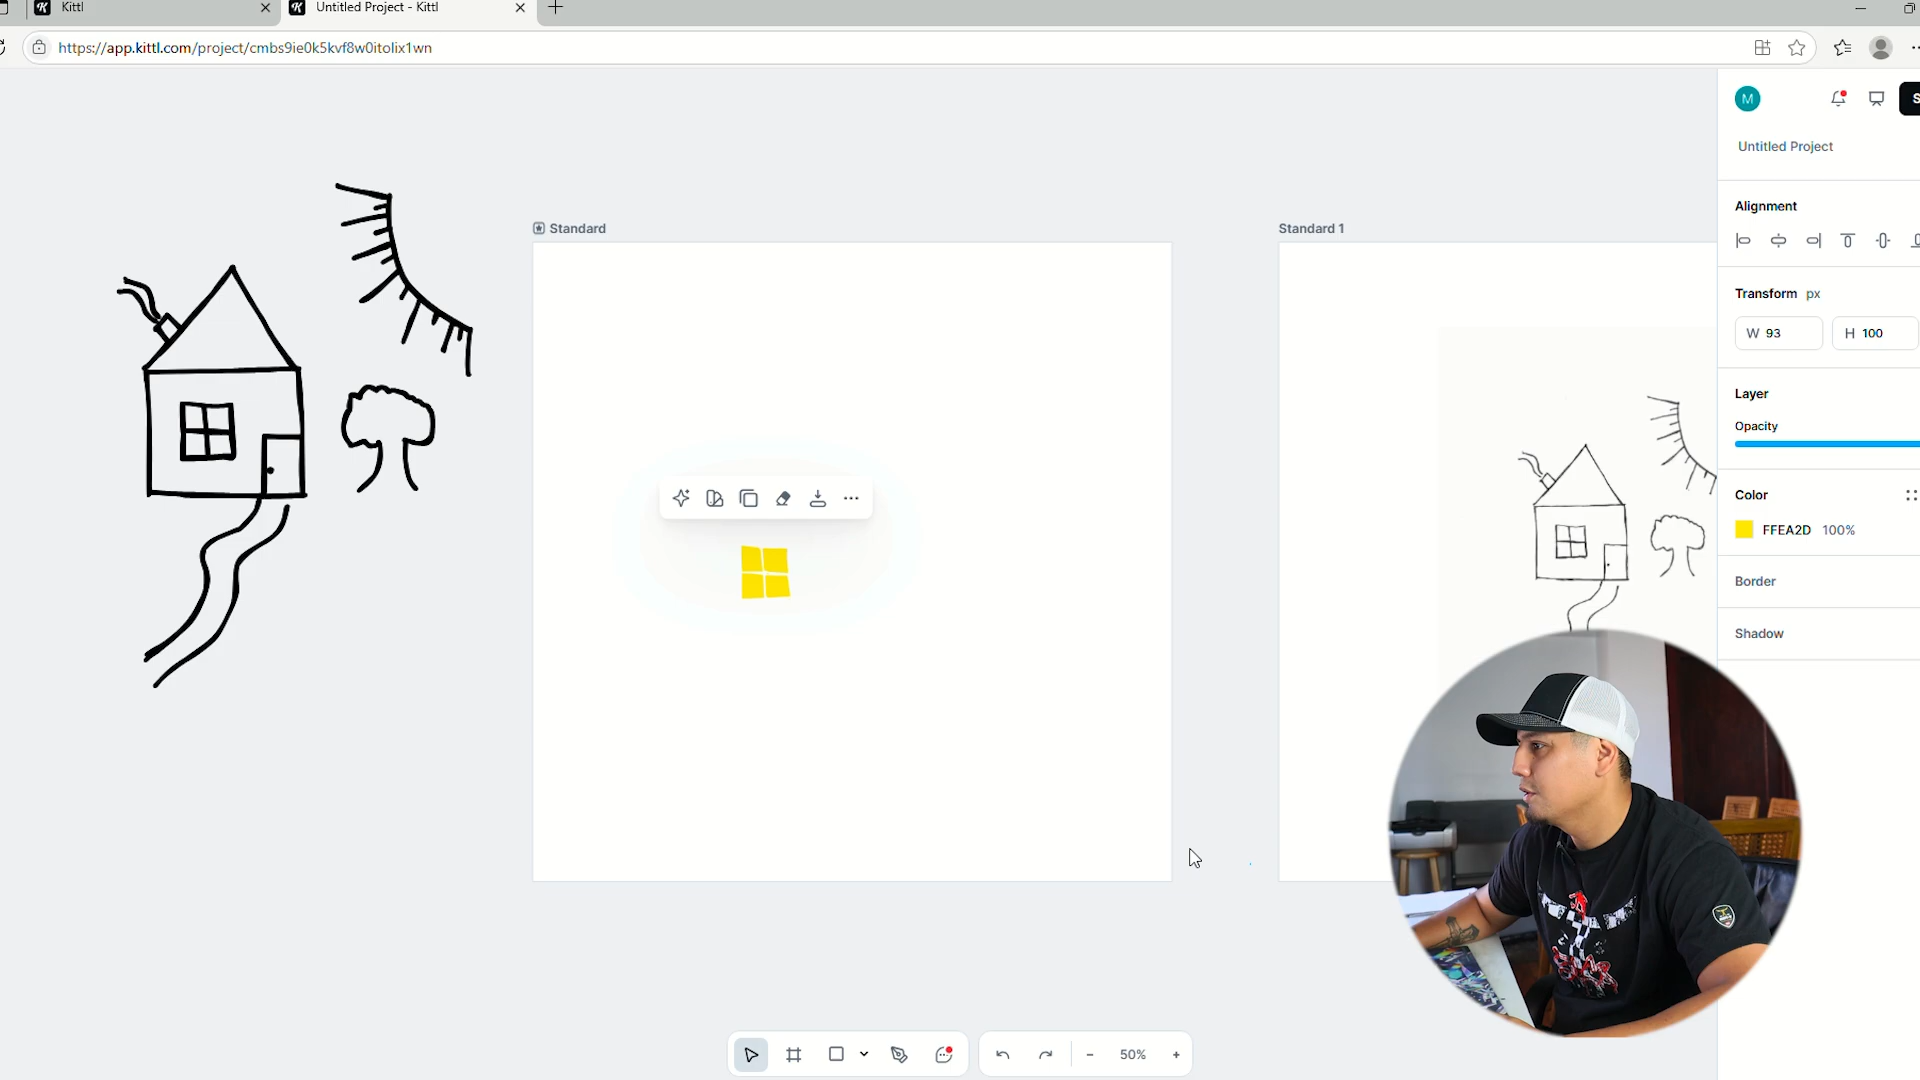 Kittl
Untitled Project - Kittl
https://app.kittl.com/project/cmbs9ie0k5kvf8w0itolix1wn
M
S
Untitled Project
Standard
Standard 1
Alignment
Transform px
W 93
H 100
Layer
Opacity
Color
FFEA2D 100%
Border
Shadow
50%